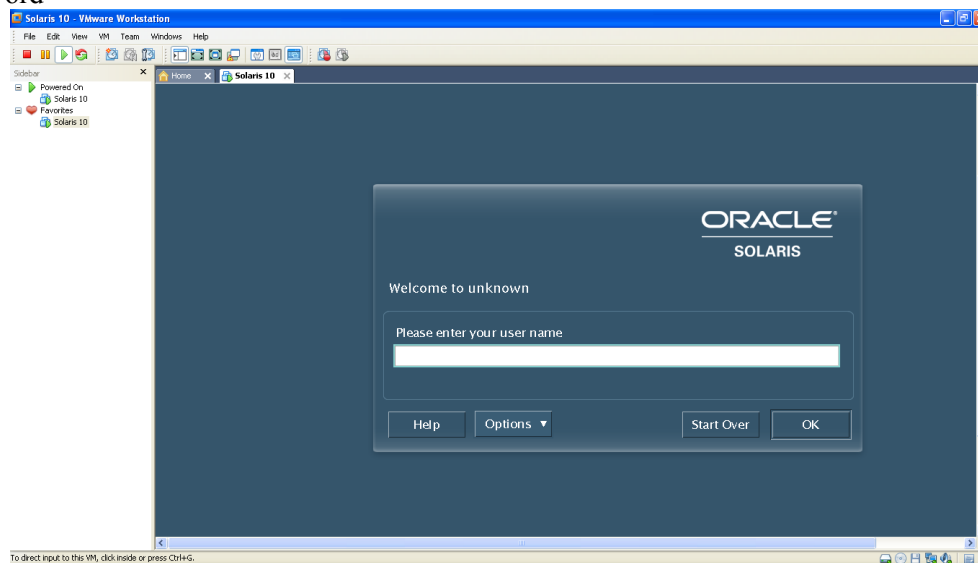 ord
Solaris 10 - VMware Workstation
File Edit View VM Team Windows Help
Sidebar
Home
Solaris 10
Powered On
Solaris 10
Favorites
Solaris 10
ORACLE
SOLARIS
Welcome to unknown
Please enter your user name
Help Options Start Over OK
To direct input to this VM, click inside or press Ctrl+G.